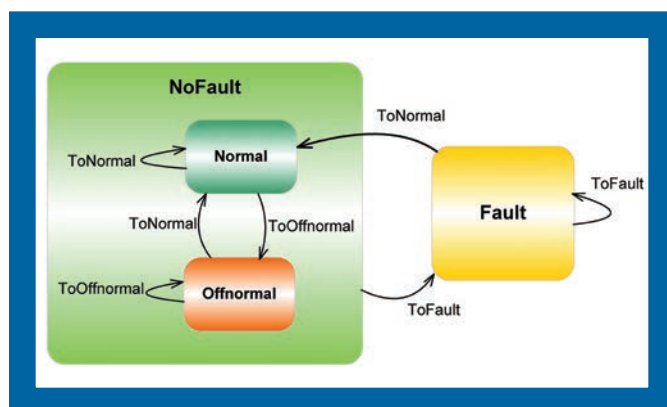 NoFault
ToNormal
Normal
ToNormal
ToFault
Fault
ToNormal
ToOffnormal
ToOffnormal
Offnormal
ToFault